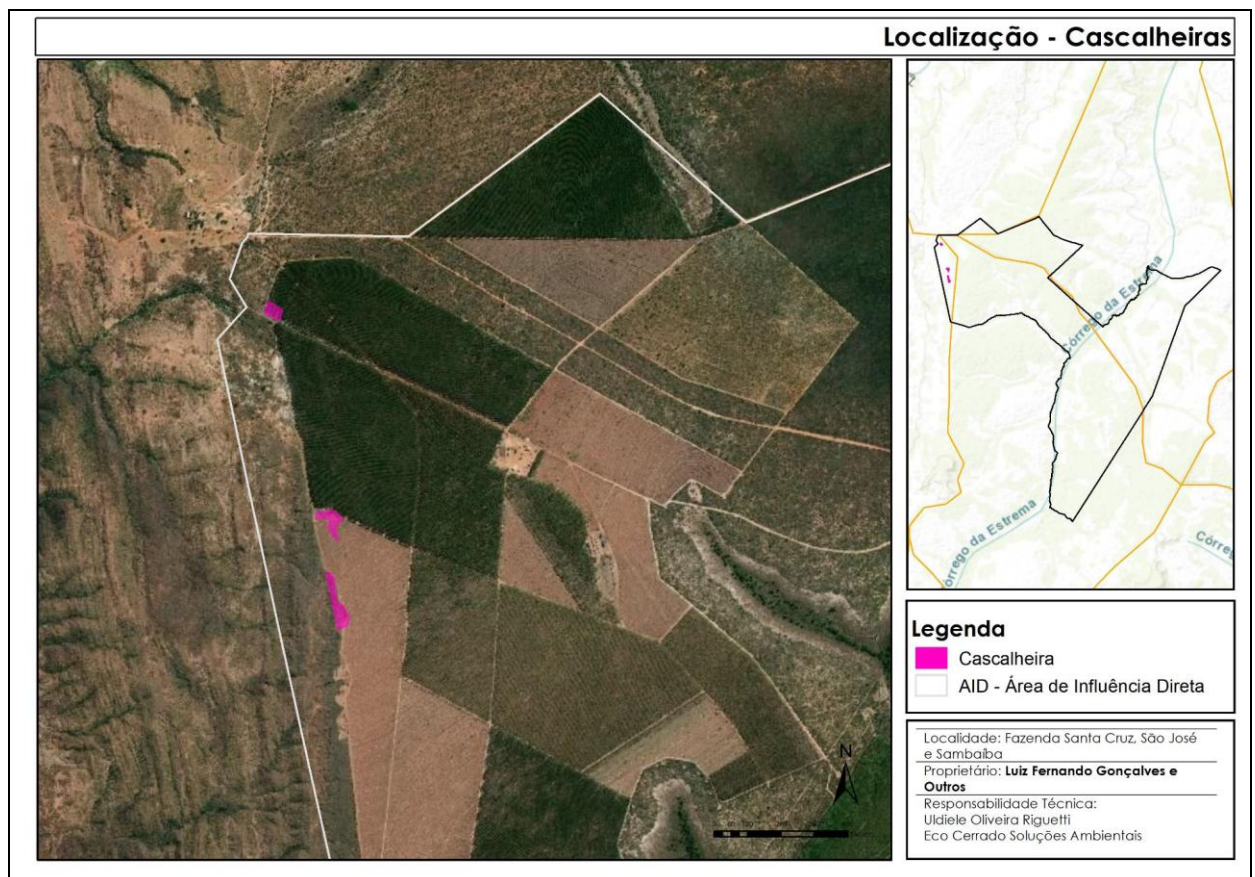 Localização - Cascalheiras
Córrego da Estrema
Córrego da Estrema
Córre
N
Legenda
Cascalheira
AID - Área de Influência Direta
Localidade: Fazenda Santa Cruz, São José
e Sambaíba
Proprietário: Luiz Fernando Gonçalves e
Outros
Responsabilidade Técnica:
Uldiele Oliveira Riguetti
Eco Cerrado Soluções Ambientais